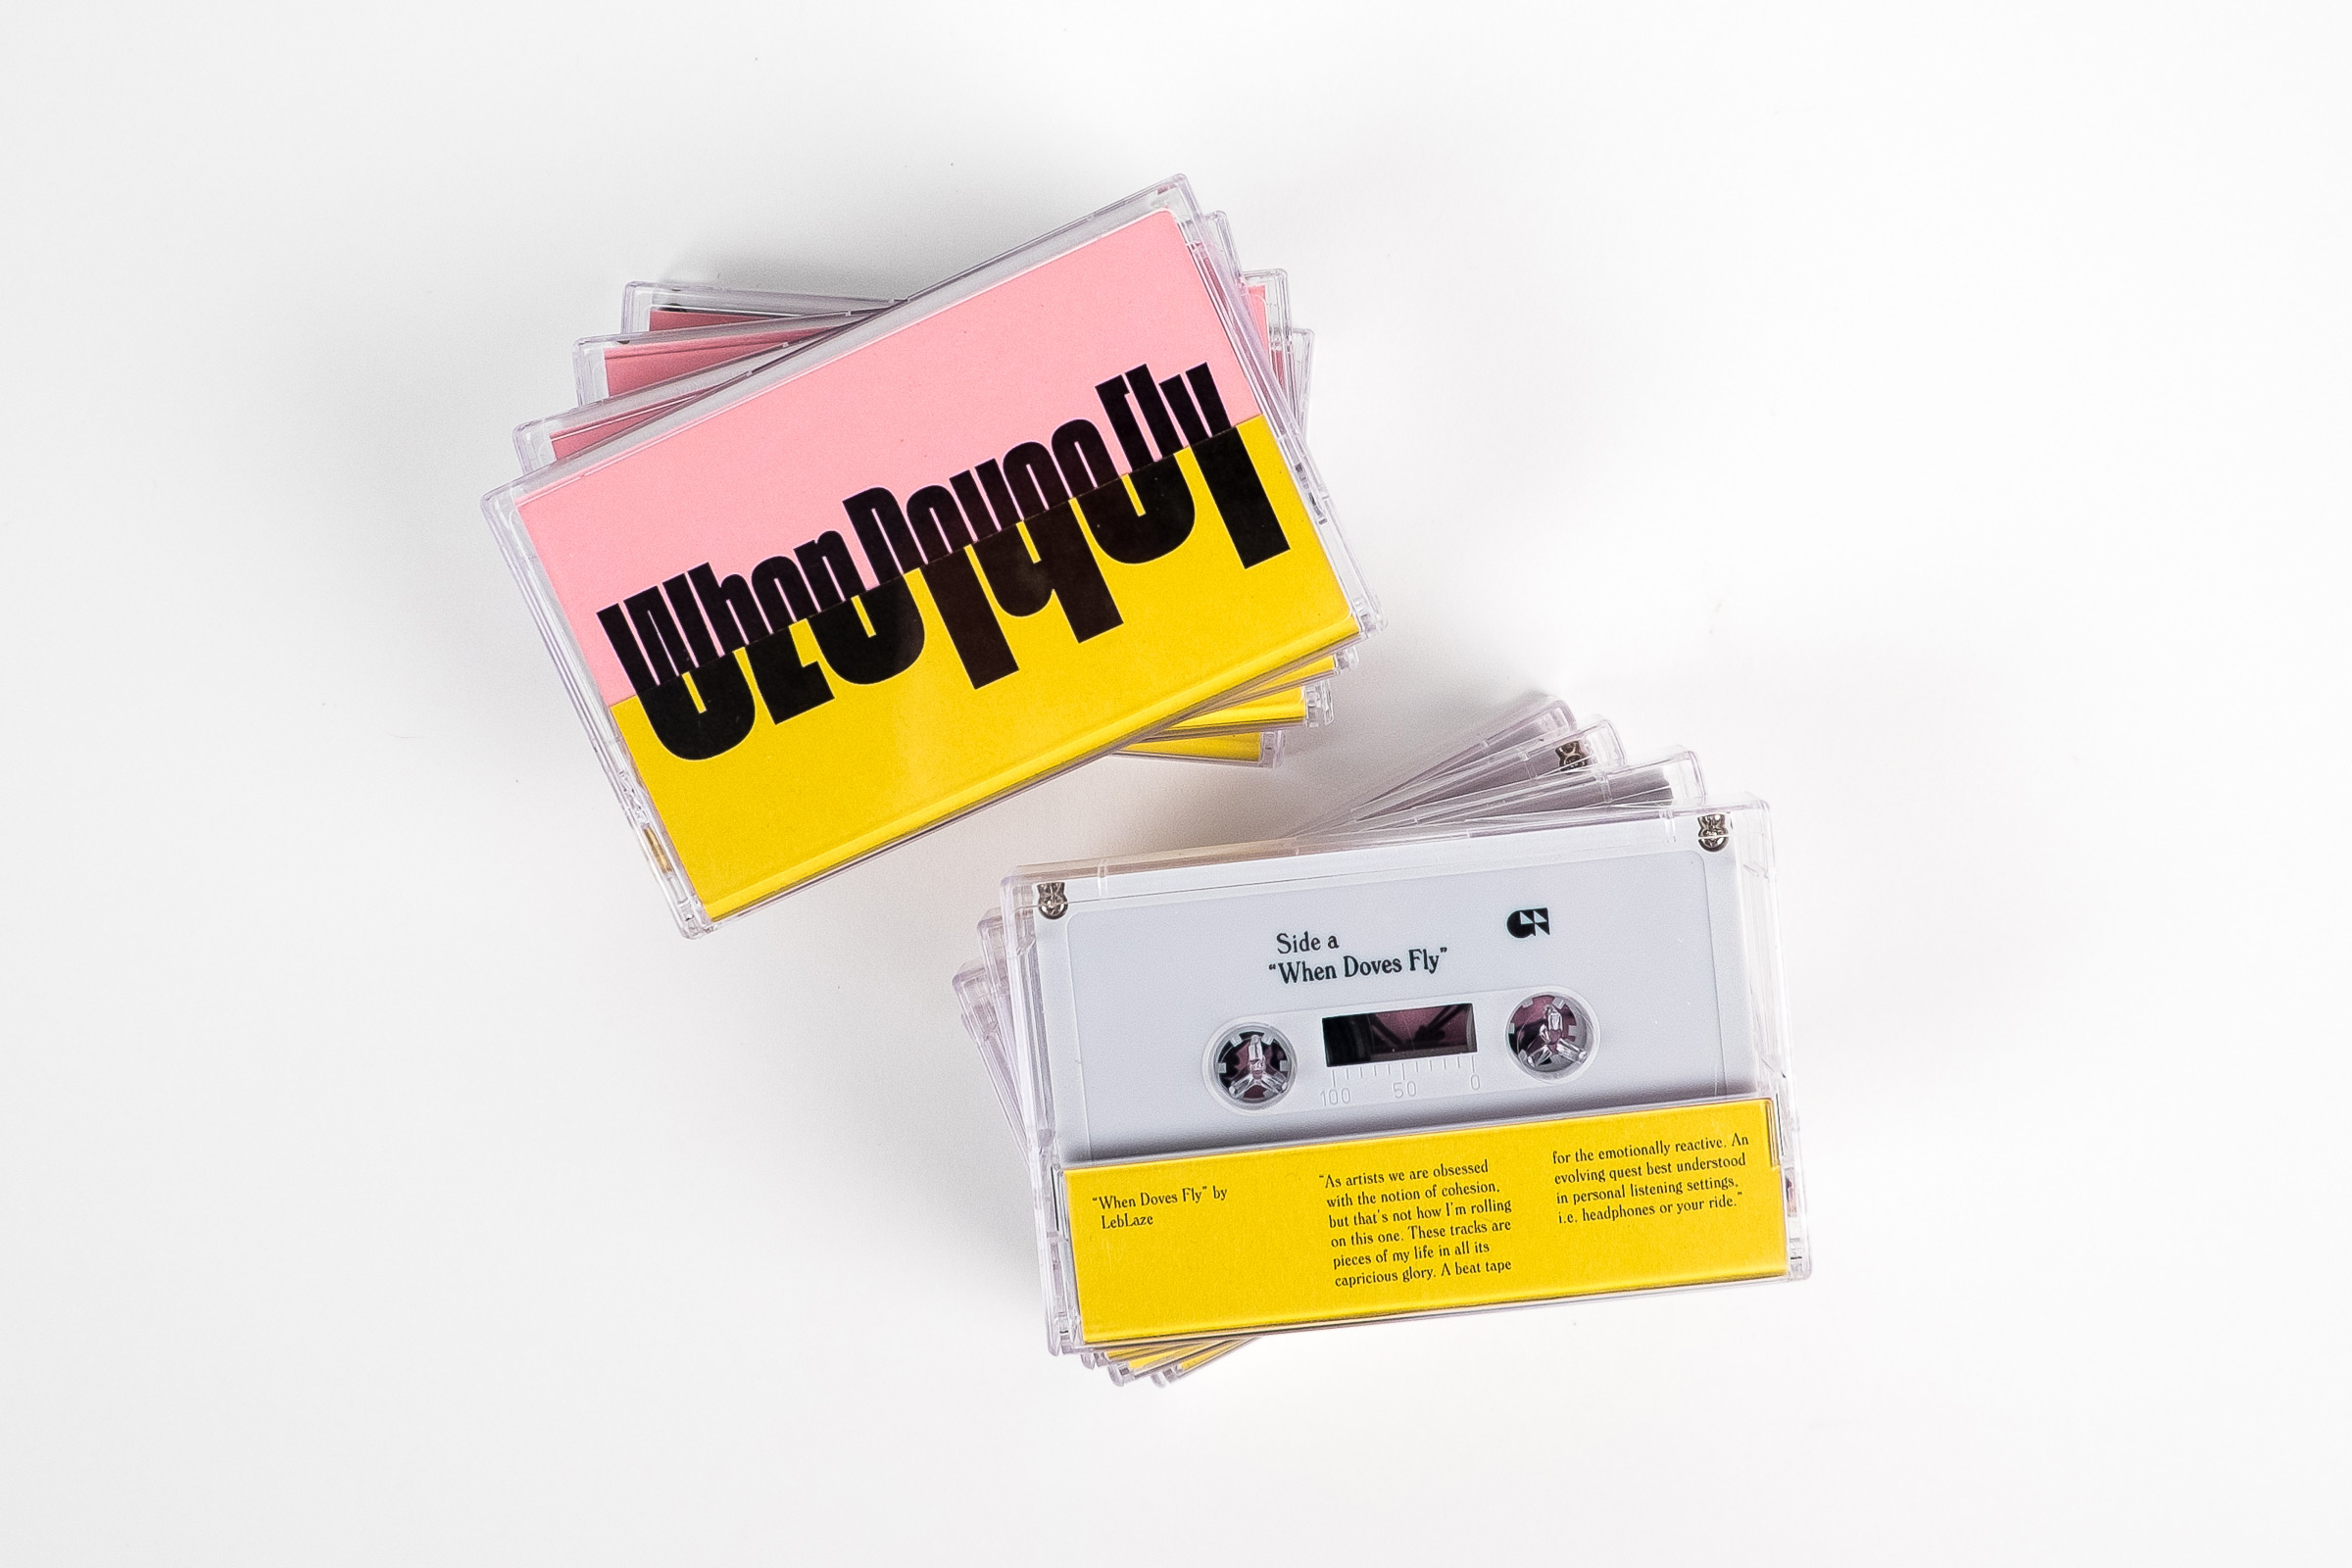 When Doves Fly
Side a
“When Doves Fly”
100 50 0
“When Doves Fly” by
LebLaze
“As artists we are obsessed
with the notion of cohesion,
but that's not how I'm rolling
on this one. These tracks are
pieces of my life in all its
capricious glory. A beat tape
for the emotionally reactive. An
evolving quest best understood
in personal listening settings,
i.e. headphones or your ride.”